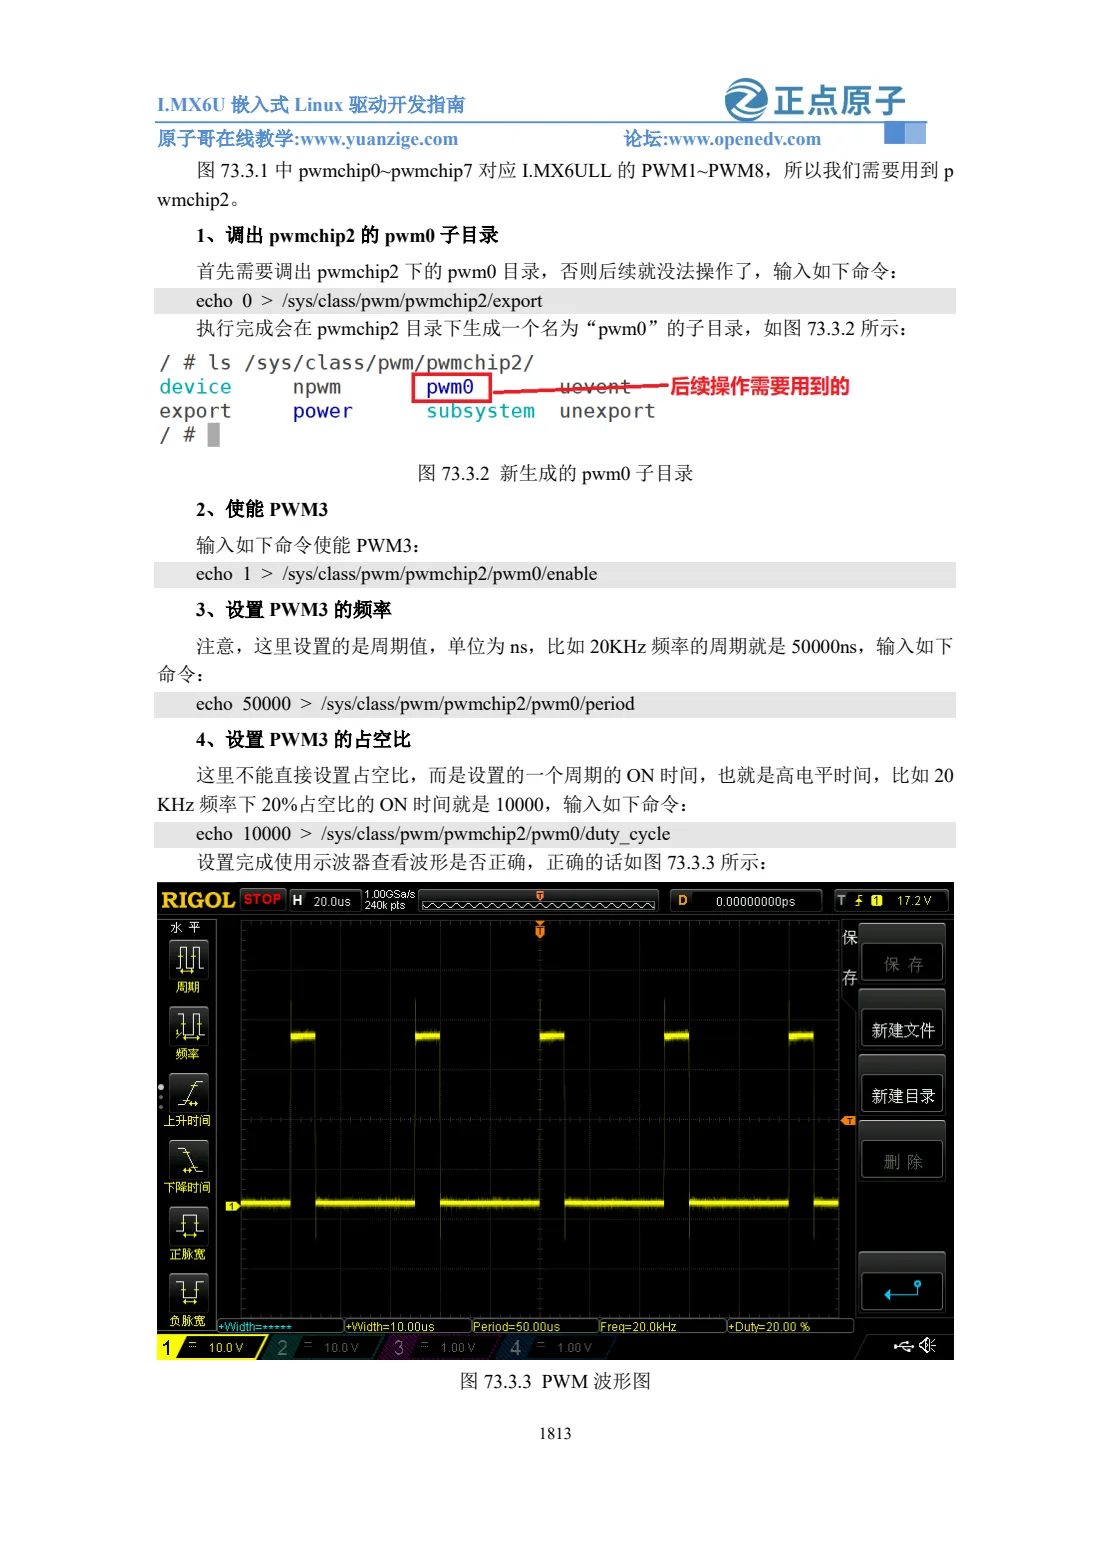 I.MX6U 嵌入式 Linux 驱动开发指南
正点原子
原子哥在线教学:www.yuanzige.com 论坛:www.openedv.com
图 73.3.1 中 pwmchip0~pwmchip7 对应 I.MX6ULL 的 PWM1~PWM8，所以我们需要用到 p
wmchip2。
1、调出 pwmchip2 的 pwm0 子目录
首先需要调出 pwmchip2 下的 pwm0 目录，否则后续就没法操作了，输入如下命令：
echo 0 > /sys/class/pwm/pwmchip2/export
执行完成会在 pwmchip2 目录下生成一个名为“pwm0”的子目录，如图 73.3.2 所示：
/ # ls /sys/class/pwm/pwmchip2/
device npwm pwm0 uevent 后续操作需要用到的
export power subsystem unexport
/ #
图 73.3.2 新生成的 pwm0 子目录
2、使能 PWM3
输入如下命令使能 PWM3：
echo 1 > /sys/class/pwm/pwmchip2/pwm0/enable
3、设置 PWM3 的频率
注意，这里设置的是周期值，单位为 ns，比如 20KHz 频率的周期就是 50000ns，输入如下
命令：
echo 50000 > /sys/class/pwm/pwmchip2/pwm0/period
4、设置 PWM3 的占空比
这里不能直接设置占空比，而是设置的一个周期的 ON 时间，也就是高电平时间，比如 20
KHz 频率下 20%占空比的 ON 时间就是 10000，输入如下命令：
echo 10000 > /sys/class/pwm/pwmchip2/pwm0/duty_cycle
设置完成使用示波器查看波形是否正确，正确的话如图 73.3.3 所示：
RIGOL STOP H 20.0us 1.00GSa/s 240k pts T D 0.00000000ps T 1 17.2 V
水 平
T
保存
保 存
周期
新建文件
频率
新建目录
上升时间
T
删 除
下降时间
1
正脉宽
负脉宽
+Width=***** +Width=10.00us Period=50.00us Freq=20.0kHz +Duty=20.00 %
1 = 10.0 V 2 = 10.0 V 3 = 1.00 V 4 = 1.00 V
图 73.3.3 PWM 波形图
1813